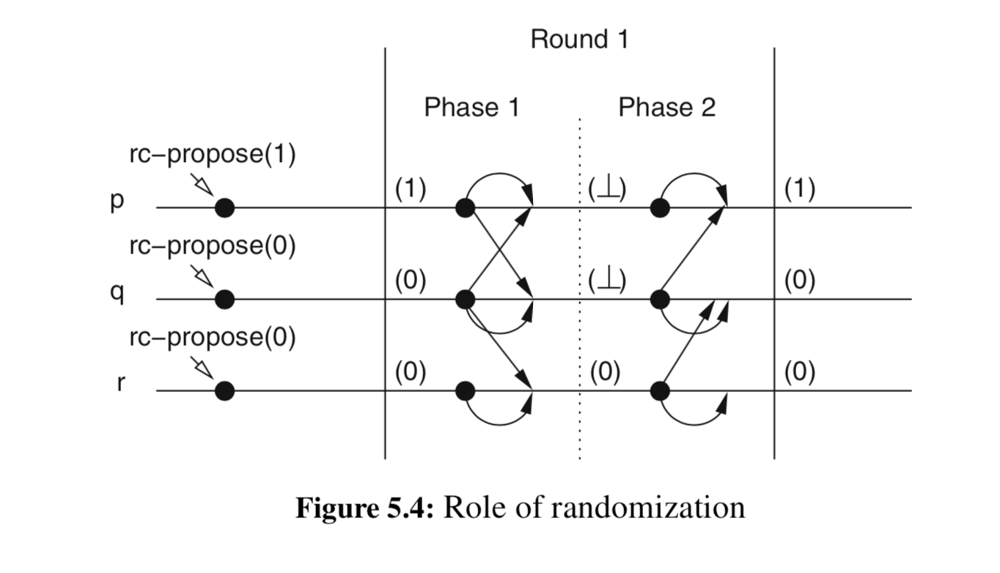 Round 1
Phase 1 Phase 2
rc–propose(1)
p (1) (⊥) (1)
rc–propose(0)
q (0) (⊥) (0)
rc–propose(0)
r (0) (0) (0)
Figure 5.4: Role of randomization